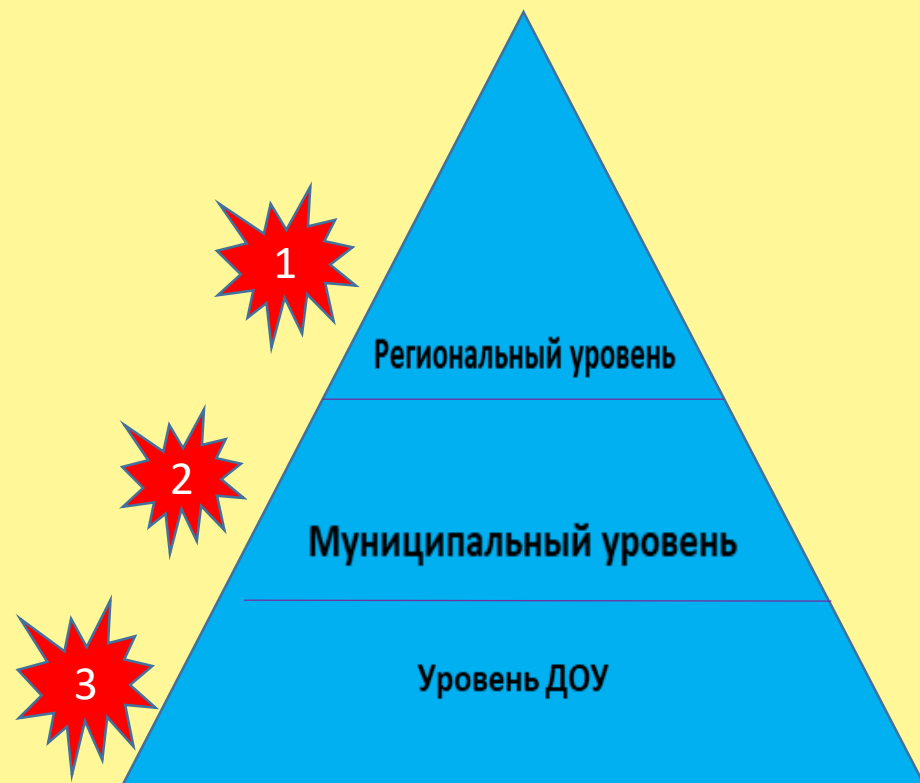 1
Региональный уровень
2
Муниципальный уровень
3
Уровень ДОУ